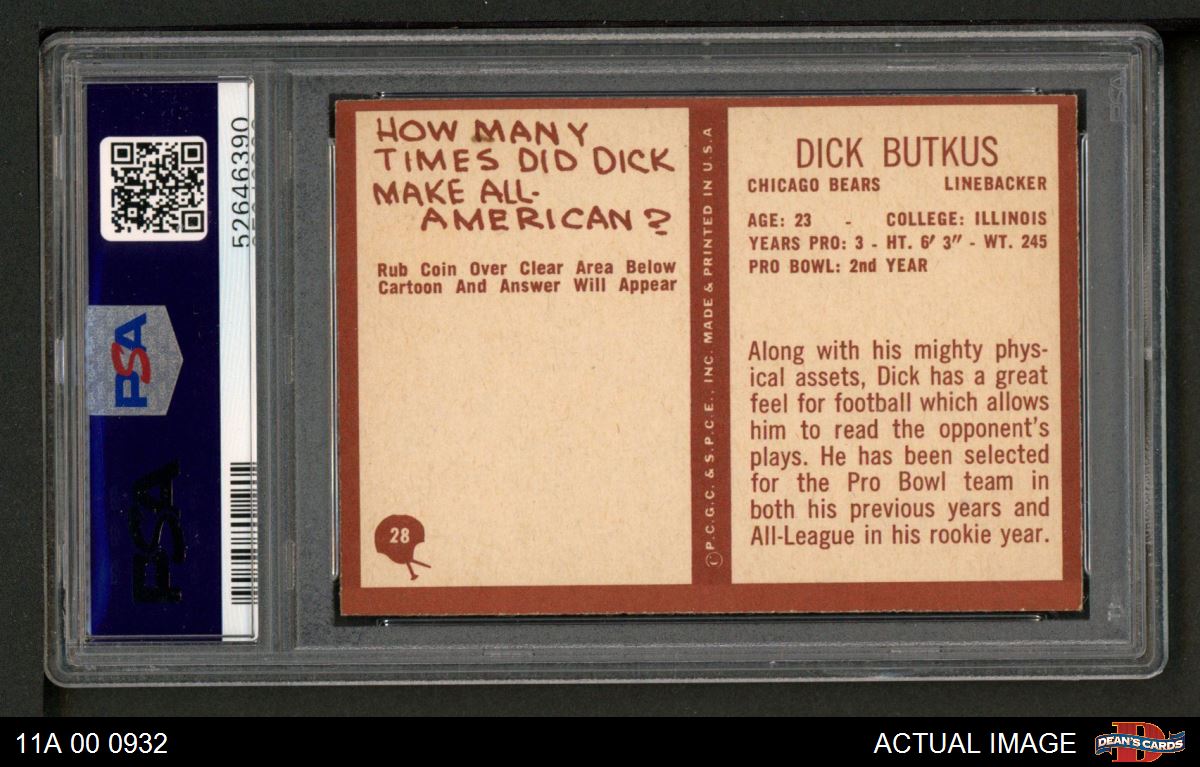 52646390
PSA
PSA
HOW MANY
TIMES DID DICK
MAKE ALL-
AMERICAN?
Rub Coin Over Clear Area Below
Cartoon And Answer Will Appear
28
© P.C.G.C. & S.P.C.E., INC. MADE & PRINTED IN U.S.A
DICK BUTKUS
CHICAGO BEARS LINEBACKER
AGE: 23 - COLLEGE: ILLINOIS
YEARS PRO: 3 - HT. 6′ 3″ - WT. 245
PRO BOWL: 2nd YEAR
Along with his mighty phys-
ical assets, Dick has a great
feel for football which allows
him to read the opponent's
plays. He has been selected
for the Pro Bowl team in
both his previous years and
All-League in his rookie year.
PSA
11A 00 0932
ACTUAL IMAGE
D
DEAN'S CARDS